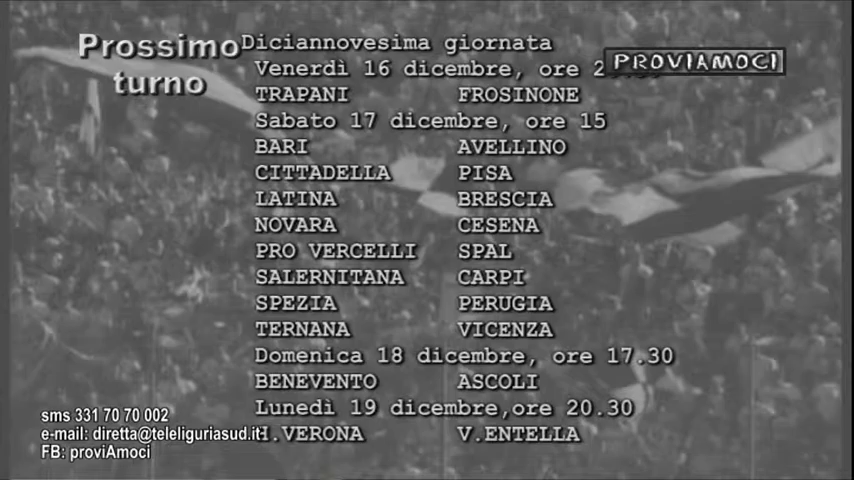 Prossimo
turno
Diciannovesima giornata
Venerdì 16 dicembre, ore
PROVIAMOCI
TRAPANI FROSINONE
Sabato 17 dicembre, ore 15
BARI AVELLINO
CITTADELLA PISA
LATINA BRESCIA
NOVARA CESENA
PRO VERCELLI SPAL
SALERNITANA CARPI
SPEZIA PERUGIA
TERNANA VICENZA
Domenica 18 dicembre, ore 17.30
BENEVENTO ASCOLI
Lunedì 19 dicembre,ore 20.30
H.VERONA V.ENTELLA
sms 331 70 70 002
e-mail: diretta@teleliguriasud.it
FB: proviAmoci